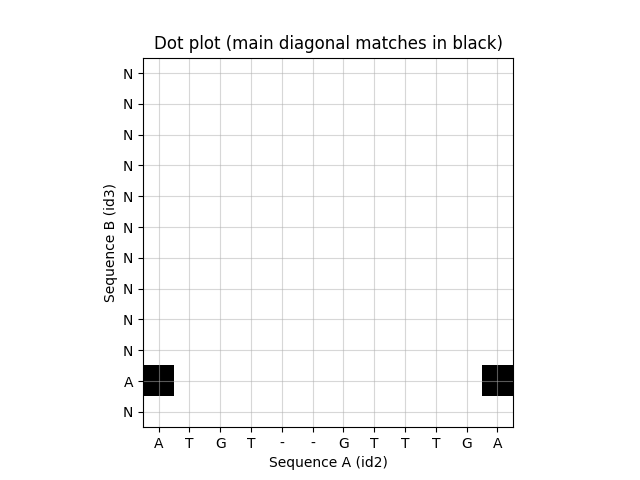 Dot plot (main diagonal matches in black)
Sequence B (id3)
N
N
N
N
N
N
N
N
N
N
A
N
A T G T - - G T T T G A
Sequence A (id2)